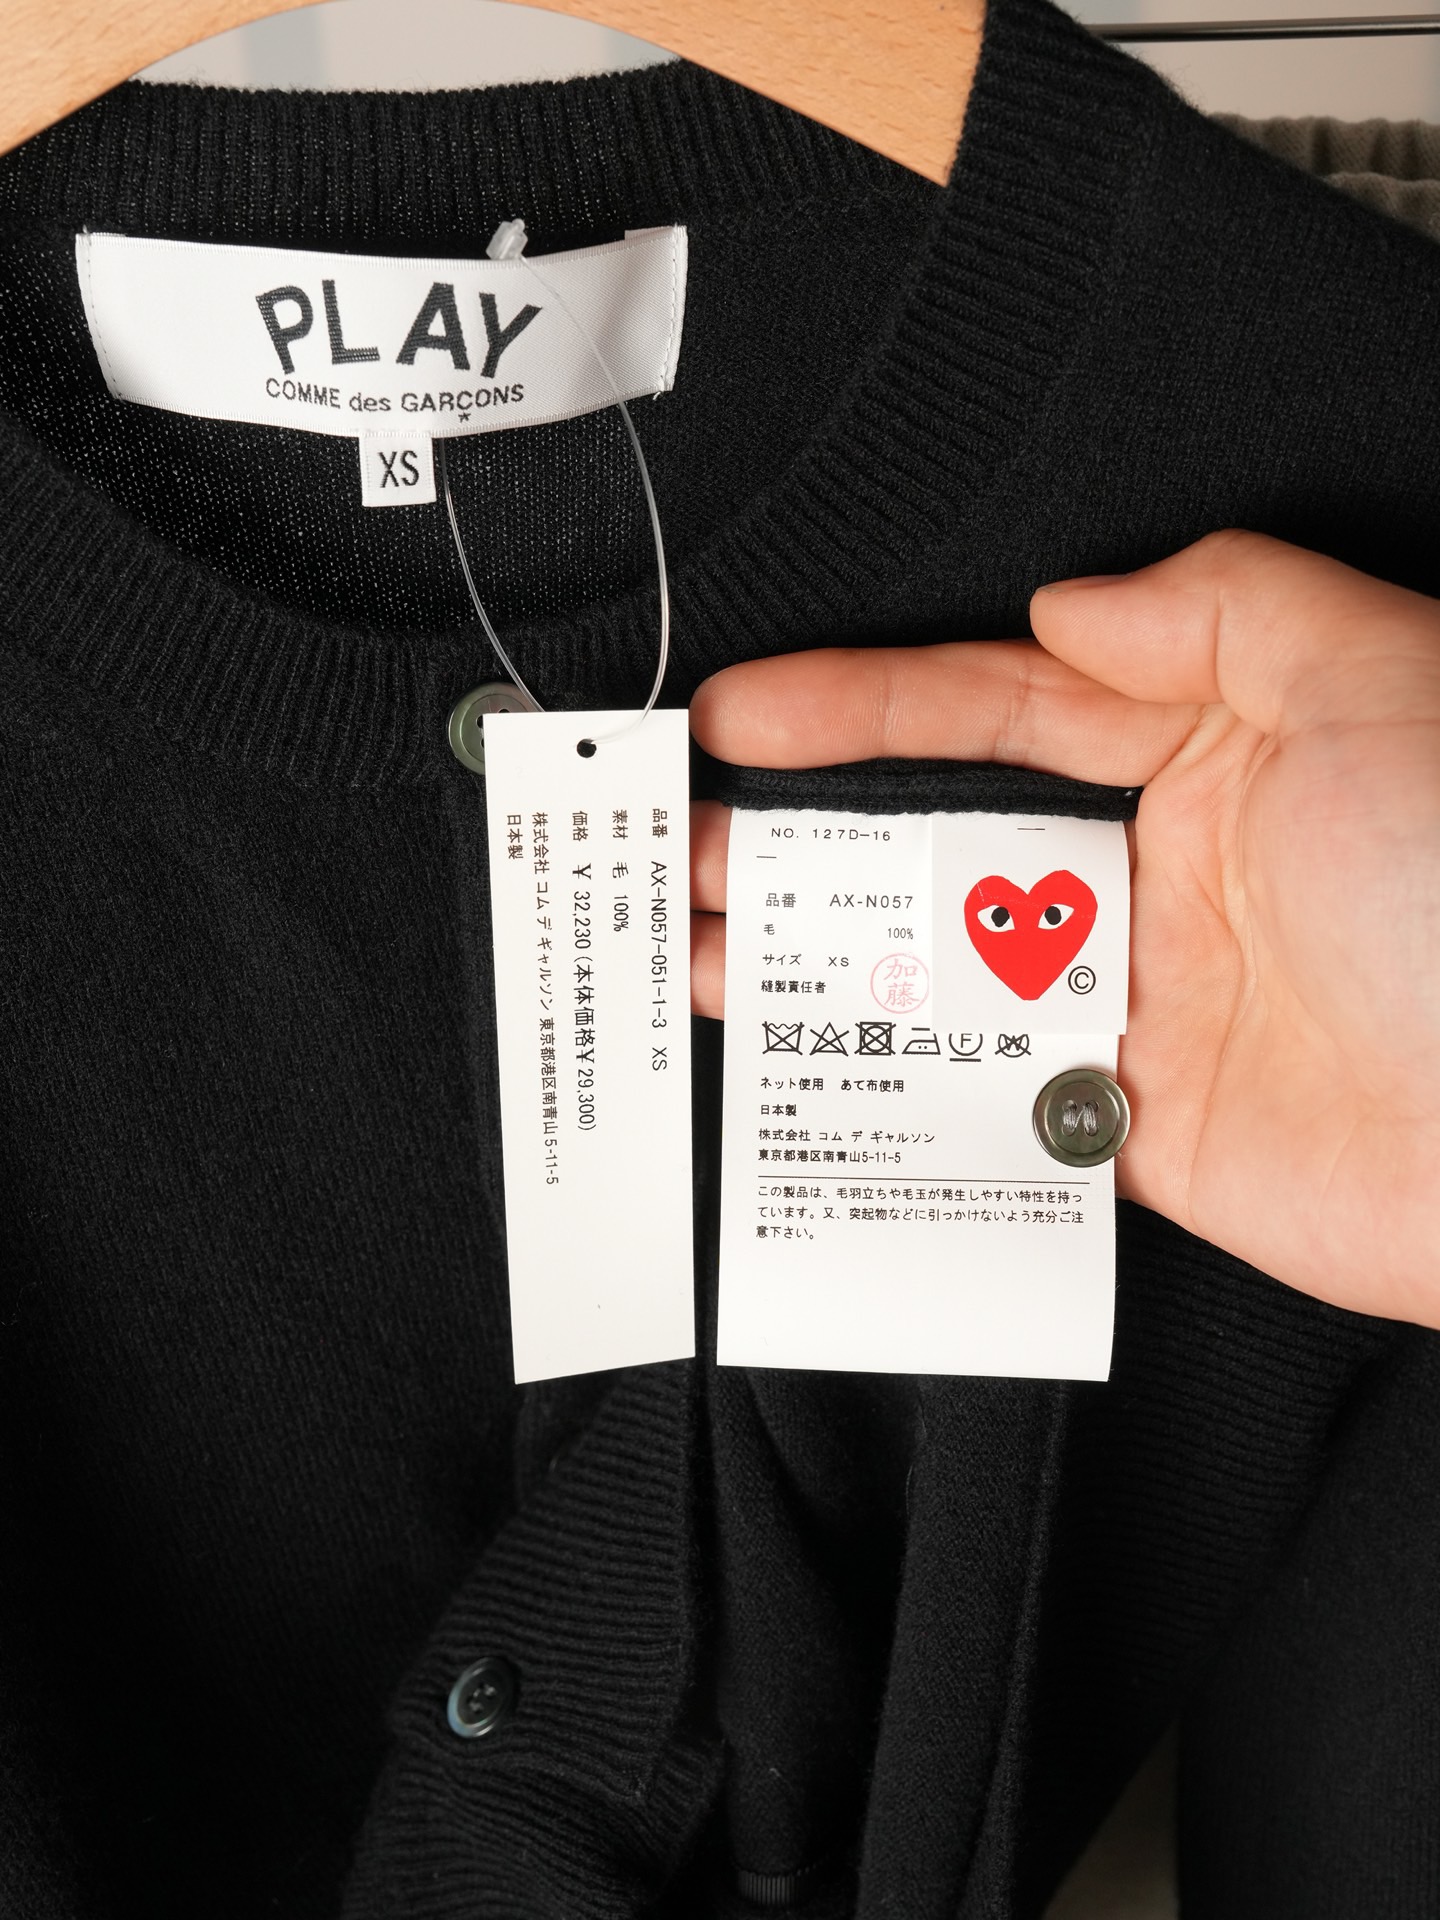 PLAY
COMME des GARÇONS
XS
品番 AX-N057-051-1-3 XS
素材 毛 100%
価格 ¥ 32,230(本体価格¥29,300)
株式会社 コム デ ギャルソン 東京都港区南青山5-11-5
日本製
NO. 127D-16
品番 AX-N057
毛 100%
サイズ XS
縫製責任者 加藤
©
F
W
ネット使用 あて布使用
日本製
株式会社 コム デ ギャルソン
東京都港区南青山5-11-5
この製品は、毛羽立ちや毛玉が発生しやすい特性を持っ
ています。又、突起物などに引っかけないよう充分ご注
意下さい。